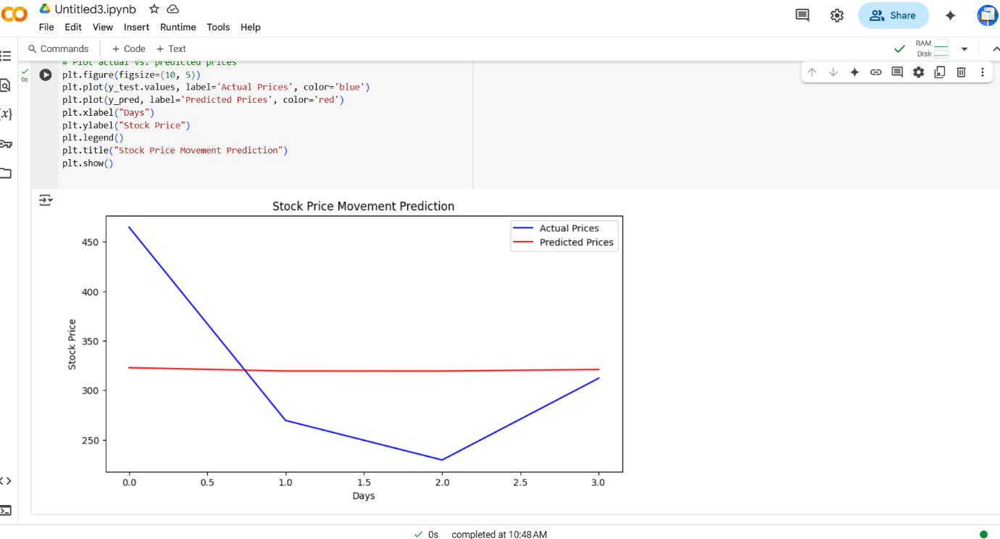 Untitled3.ipynb
File Edit View Insert Runtime Tools Help
Share
Commands + Code + Text
RAM
Disk
0s
# Plot actual vs. predicted prices
plt.figure(figsize=(10, 5))
plt.plot(y_test.values, label='Actual Prices', color='blue')
plt.plot(y_pred, label='Predicted Prices', color='red')
plt.xlabel("Days")
plt.ylabel("Stock Price")
plt.legend()
plt.title("Stock Price Movement Prediction")
plt.show()
{x}
Stock Price Movement Prediction
Actual Prices
Predicted Prices
450
400
350
300
250
Stock Price
0.0 0.5 1.0 1.5 2.0 2.5 3.0
Days
0s completed at 10:48 AM